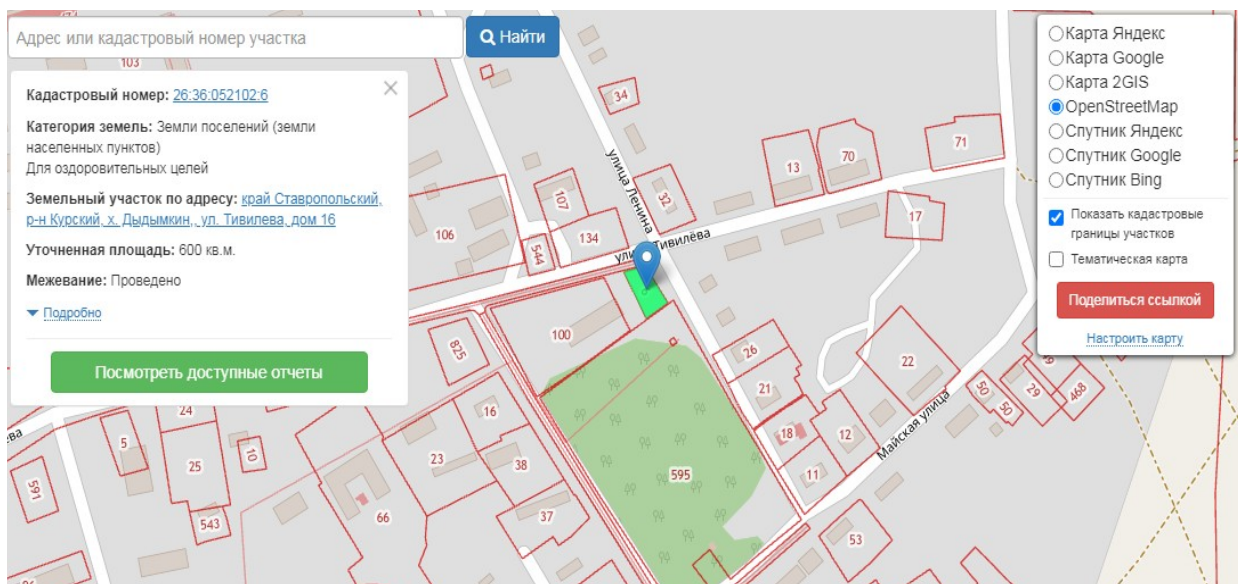 Адрес или кадастровый номер участка
Найти
103
Кадастровый номер: 26:36:052102:6
Категория земель: Земли поселений (земли
населенных пунктов)
Для оздоровительных целей
Земельный участок по адресу: край Ставропольский,
р-н Курский, х. Дыдымкин,, ул. Тивилева, дом 16
Уточненная площадь: 600 кв.м.
Межевание: Проведено
Подробно
Посмотреть доступные отчеты
Карта Яндекс
Карта Google
Карта 2GIS
OpenStreetMap
Спутник Яндекс
Спутник Google
Спутник Bing
Показать кадастровые
границы участков
Тематическая карта
Поделиться ссылкой
Настроить карту
34
улица Ленина
32
13
70
71
17
107
106
544
134
Тивилёва
100
825
26
21
22
18
12
11
50
50
29
468
Майская улица
24
16
5
10
25
23
38
595
591
543
66
37
53